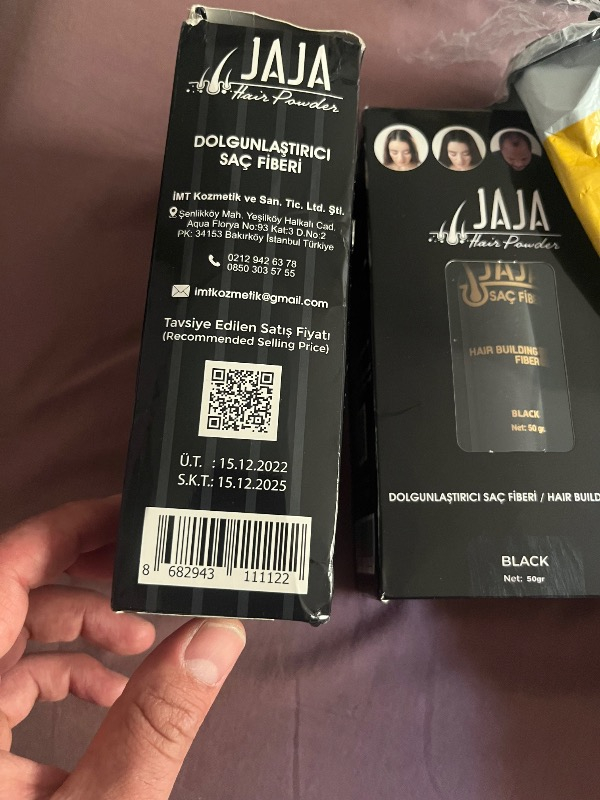 JAJA
Hair Powder
DOLGUNLAŞTIRICI
SAÇ FİBERİ
İMT Kozmetik ve San. Tic. Ltd. Şti.
Şenlikköy Mah. Yeşilköy Halkalı Cad.
Aqua Florya No:93 Kat:3 D.No:2
PK: 34153 Bakırköy İstanbul Türkiye
0212 942 63 78
0850 303 57 55
imtkozmetik@gmail.com
Tavsiye Edilen Satış Fiyatı
(Recommended Selling Price)
Ü.T. : 15.12.2022
S.K.T.: 15.12.2025
8 682943 111122
JAJA
Hair Powder
JAJA
SAÇ FİB
HAIR BUILDING
FIBER
BLACK
Net: 50 gr.
DOLGUNLAŞTIRICI SAÇ FİBERİ / HAIR BUILD
BLACK
Net: 50gr